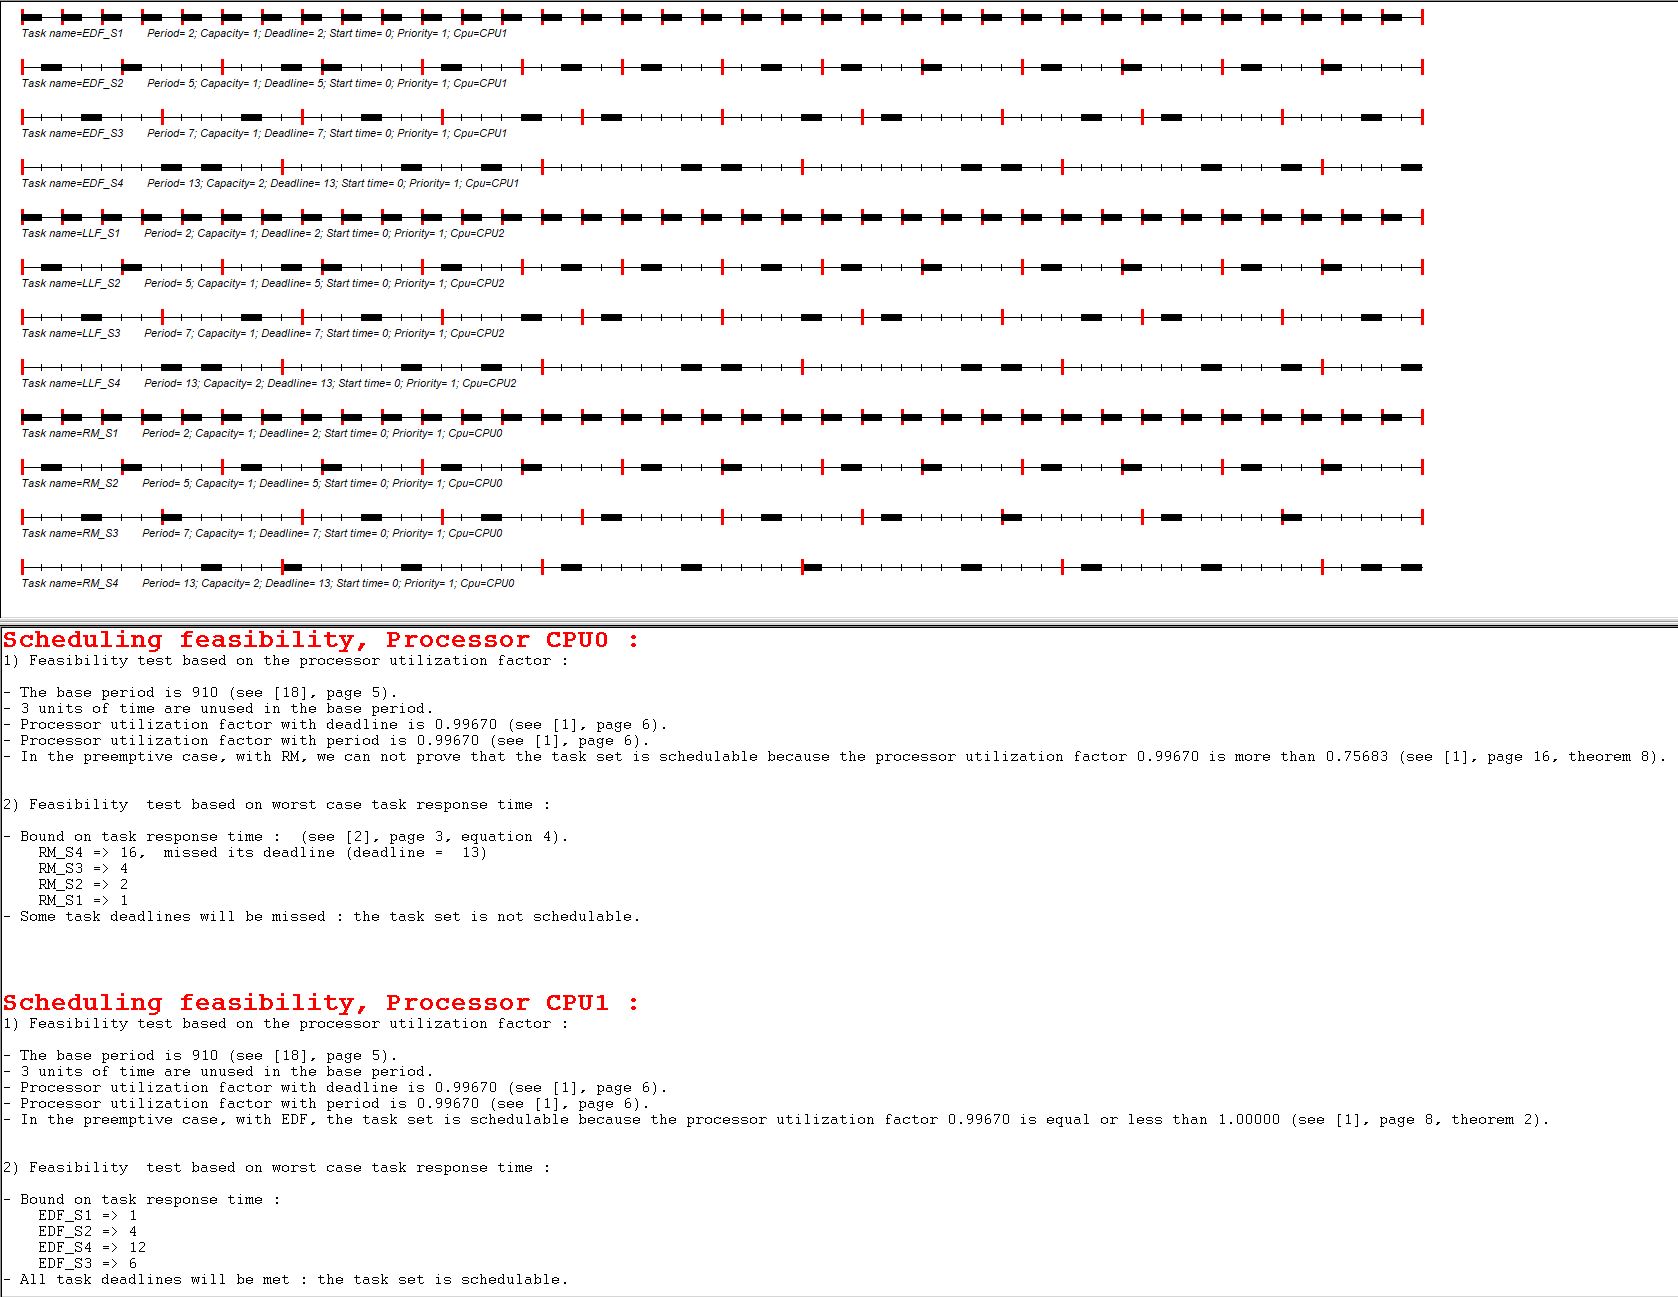 Task name=EDF_S1 Period= 2; Capacity= 1; Deadline= 2; Start time= 0; Priority= 1; Cpu=CPU1
Task name=EDF_S2 Period= 5; Capacity= 1; Deadline= 5; Start time= 0; Priority= 1; Cpu=CPU1
Task name=EDF_S3 Period= 7; Capacity= 1; Deadline= 7; Start time= 0; Priority= 1; Cpu=CPU1
Task name=EDF_S4 Period= 13; Capacity= 2; Deadline= 13; Start time= 0; Priority= 1; Cpu=CPU1
Task name=LLF_S1 Period= 2; Capacity= 1; Deadline= 2; Start time= 0; Priority= 1; Cpu=CPU2
Task name=LLF_S2 Period= 5; Capacity= 1; Deadline= 5; Start time= 0; Priority= 1; Cpu=CPU2
Task name=LLF_S3 Period= 7; Capacity= 1; Deadline= 7; Start time= 0; Priority= 1; Cpu=CPU2
Task name=LLF_S4 Period= 13; Capacity= 2; Deadline= 13; Start time= 0; Priority= 1; Cpu=CPU2
Task name=RM_S1 Period= 2; Capacity= 1; Deadline= 2; Start time= 0; Priority= 1; Cpu=CPU0
Task name=RM_S2 Period= 5; Capacity= 1; Deadline= 5; Start time= 0; Priority= 1; Cpu=CPU0
Task name=RM_S3 Period= 7; Capacity= 1; Deadline= 7; Start time= 0; Priority= 1; Cpu=CPU0
Task name=RM_S4 Period= 13; Capacity= 2; Deadline= 13; Start time= 0; Priority= 1; Cpu=CPU0
Scheduling feasibility, Processor CPU0 :
1) Feasibility test based on the processor utilization factor :
- The base period is 910 (see [18], page 5).
- 3 units of time are unused in the base period.
- Processor utilization factor with deadline is 0.99670 (see [1], page 6).
- Processor utilization factor with period is 0.99670 (see [1], page 6).
- In the preemptive case, with RM, we can not prove that the task set is schedulable because the processor utilization factor 0.99670 is more than 0.75683 (see [1], page 16, theorem 8).
2) Feasibility test based on worst case task response time :
- Bound on task response time : (see [2], page 3, equation 4).
RM_S4 => 16, missed its deadline (deadline = 13)
RM_S3 => 4
RM_S2 => 2
RM_S1 => 1
- Some task deadlines will be missed : the task set is not schedulable.
Scheduling feasibility, Processor CPU1 :
1) Feasibility test based on the processor utilization factor :
- The base period is 910 (see [18], page 5).
- 3 units of time are unused in the base period.
- Processor utilization factor with deadline is 0.99670 (see [1], page 6).
- Processor utilization factor with period is 0.99670 (see [1], page 6).
- In the preemptive case, with EDF, the task set is schedulable because the processor utilization factor 0.99670 is equal or less than 1.00000 (see [1], page 8, theorem 2).
2) Feasibility test based on worst case task response time :
- Bound on task response time :
EDF_S1 => 1
EDF_S2 => 4
EDF_S4 => 12
EDF_S3 => 6
- All task deadlines will be met : the task set is schedulable.